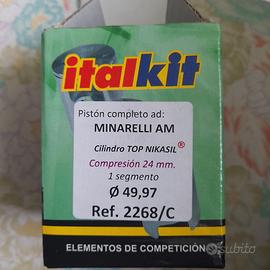 italkit
Pistón completo ad:
MINARELLI AM
Cilindro TOP NIKASIL®
Compresión 24 mm.
1 segmento
Ø 49,97
Ref. 2268/C
ELEMENTOS DE COMPETICIÓN
subito